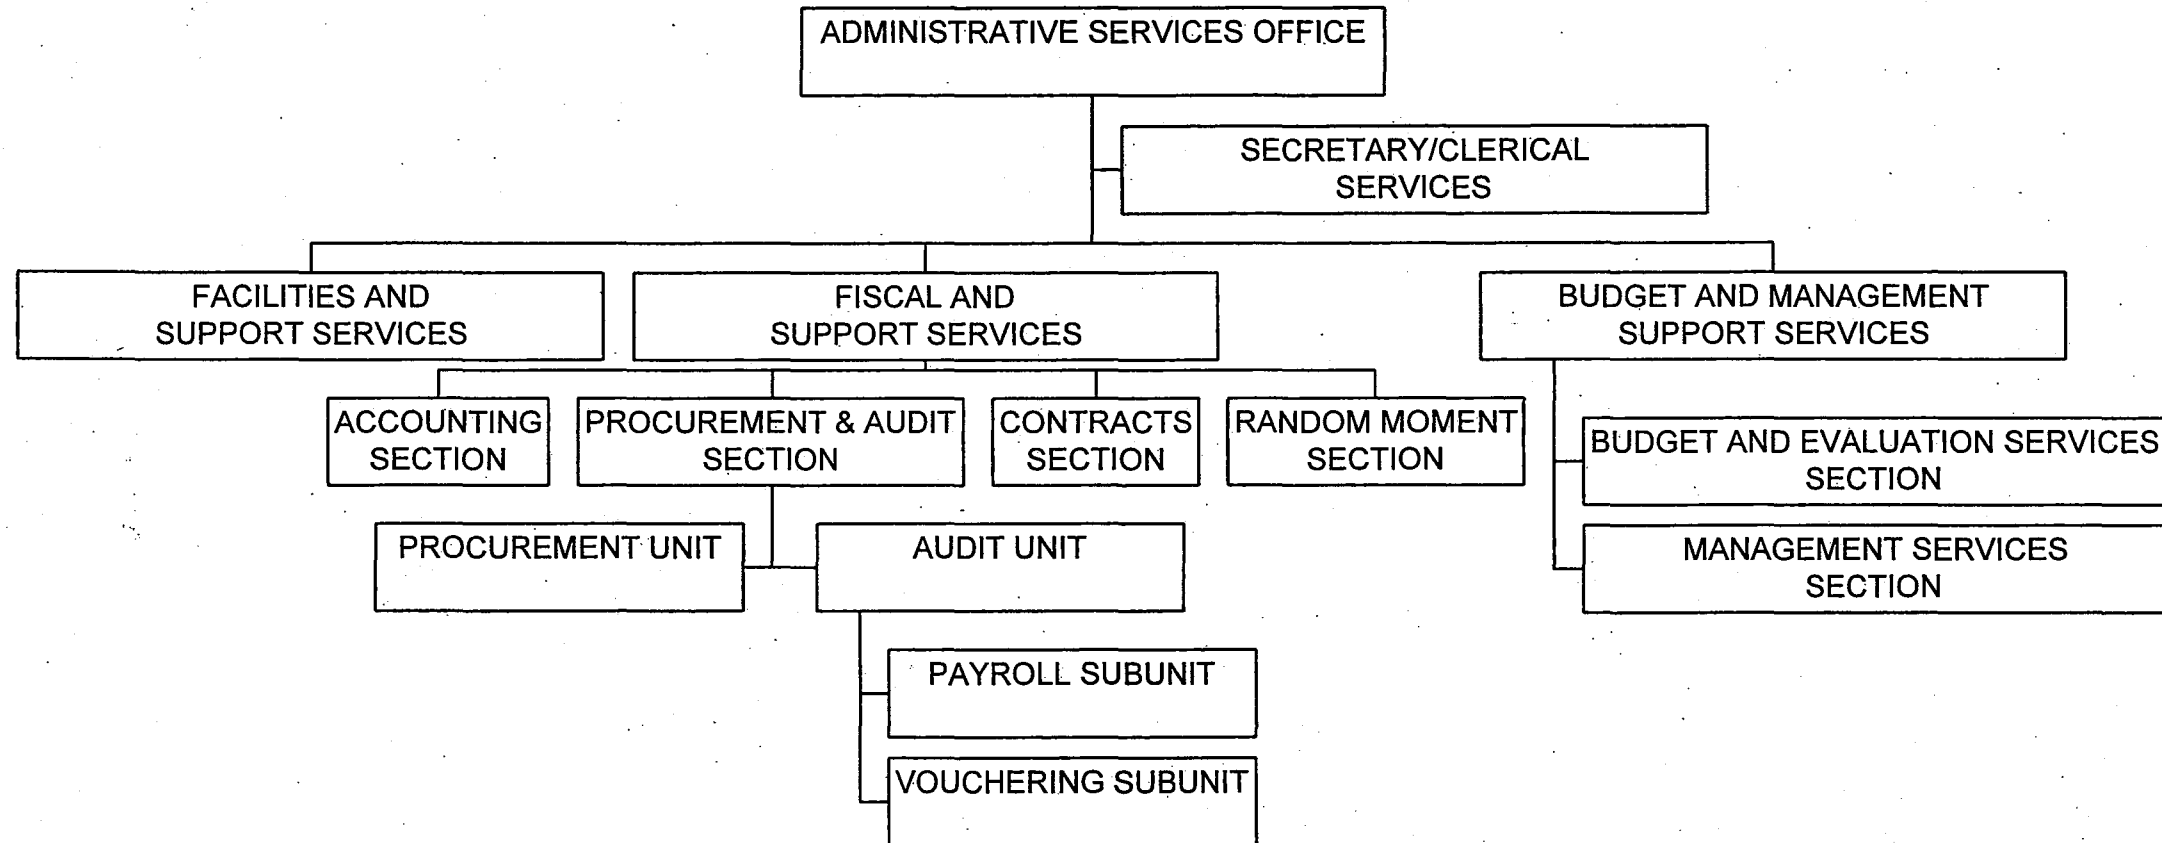 ADMINISTRATIVE SERVICES OFFICE
SECRETARY/CLERICAL
SERVICES
FACILITIES AND
SUPPORT SERVICES
FISCAL AND
SUPPORT SERVICES
BUDGET AND MANAGEMENT
SUPPORT SERVICES
ACCOUNTING
SECTION
PROCUREMENT & AUDIT
SECTION
CONTRACTS
SECTION
RANDOM MOMENT
SECTION
BUDGET AND EVALUATION SERVICES
SECTION
PROCUREMENT UNIT
AUDIT UNIT
MANAGEMENT SERVICES
SECTION
PAYROLL SUBUNIT
VOUCHERING SUBUNIT